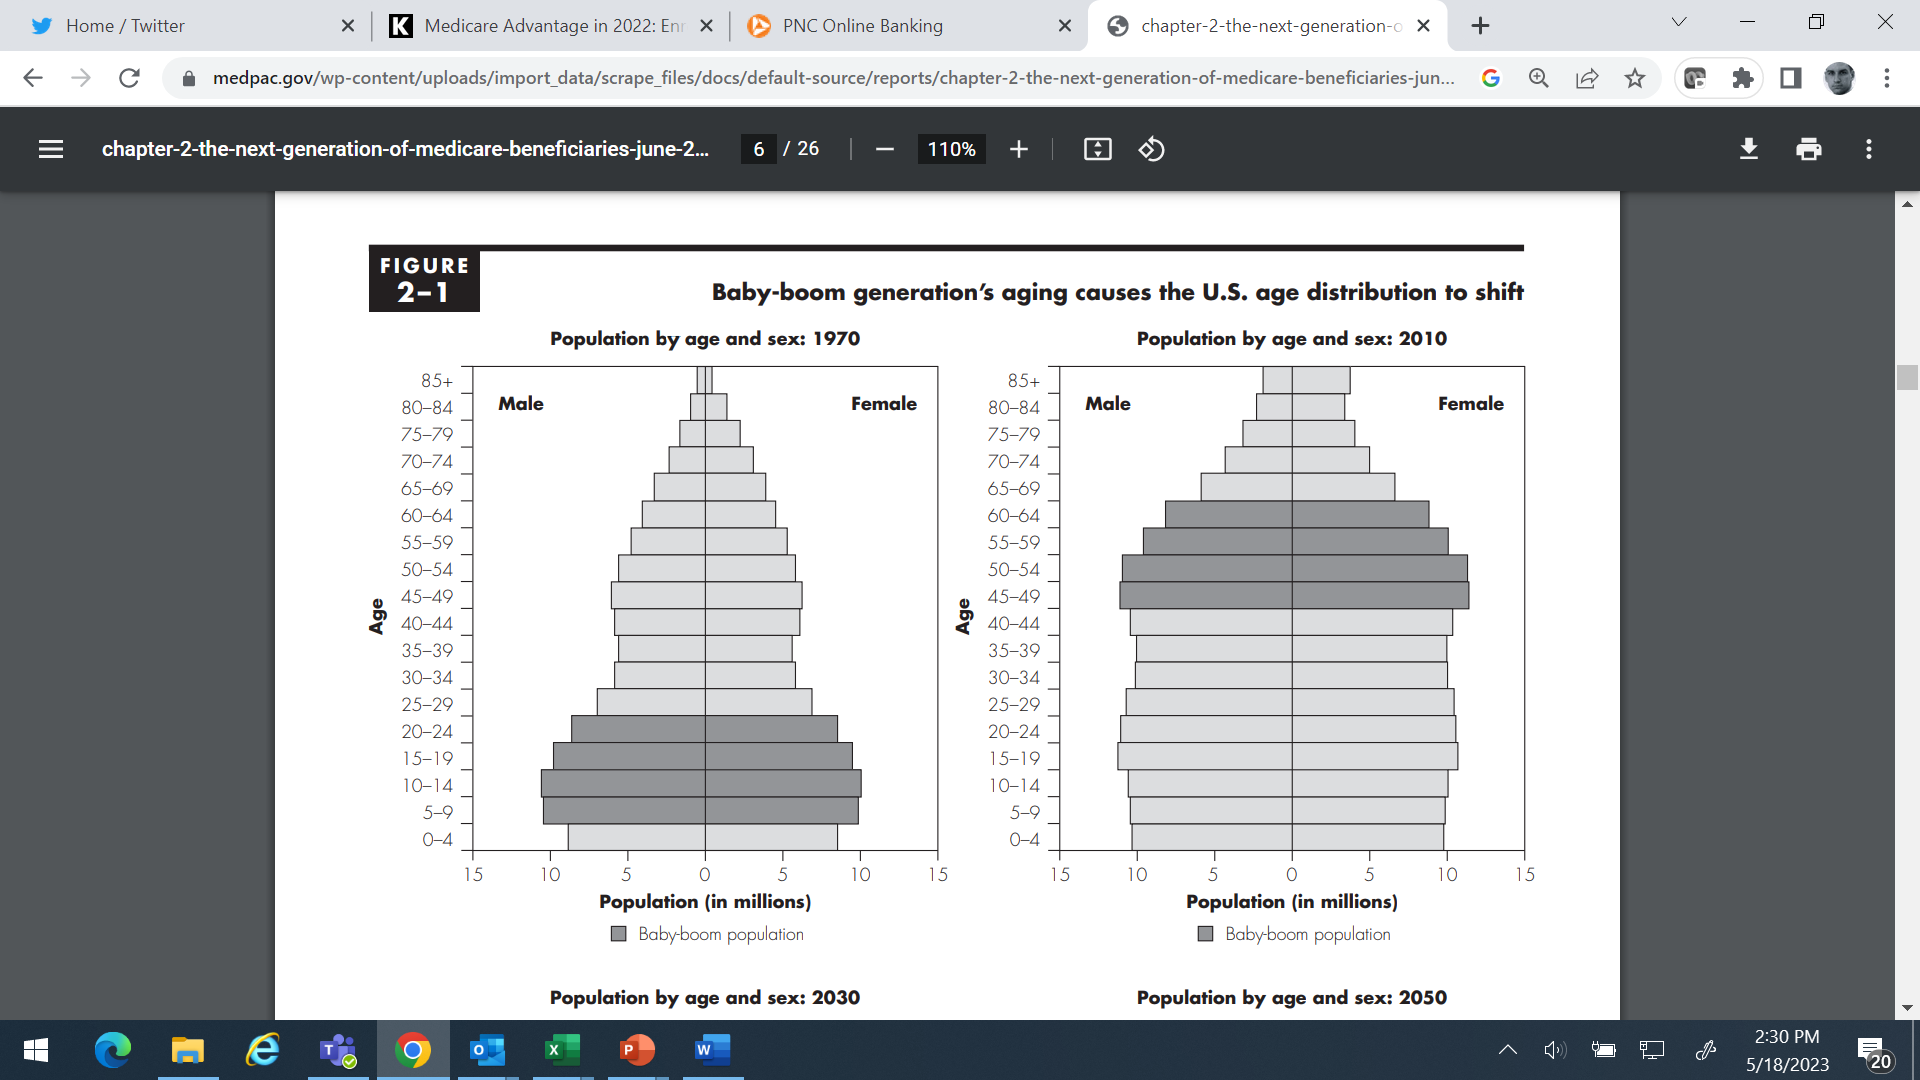 Home / Twitter
K Medicare Advantage in 2022: Enr
PNC Online Banking
chapter-2-the-next-generation-o
medpac.gov/wp-content/uploads/import_data/scrape_files/docs/default-source/reports/chapter-2-the-next-generation-of-medicare-beneficiaries-jun...
chapter-2-the-next-generation-of-medicare-beneficiaries-june-2...
6 / 26
110%
FIGURE
2–1
Baby-boom generation's aging causes the U.S. age distribution to shift
Population by age and sex: 1970
85+
80–84
75–79
70–74
65–69
60–64
55–59
50–54
45–49
40–44
35–39
30–34
25–29
20–24
15–19
10–14
5–9
0–4
Age
Male
Female
15 10 5 0 5 10 15
Population (in millions)
Baby-boom population
Population by age and sex: 2010
85+
80–84
75–79
70–74
65–69
60–64
55–59
50–54
45–49
40–44
35–39
30–34
25–29
20–24
15–19
10–14
5–9
0–4
Age
Male
Female
15 10 5 0 5 10 15
Population (in millions)
Baby-boom population
Population by age and sex: 2030
Population by age and sex: 2050
2:30 PM
5/18/2023
20